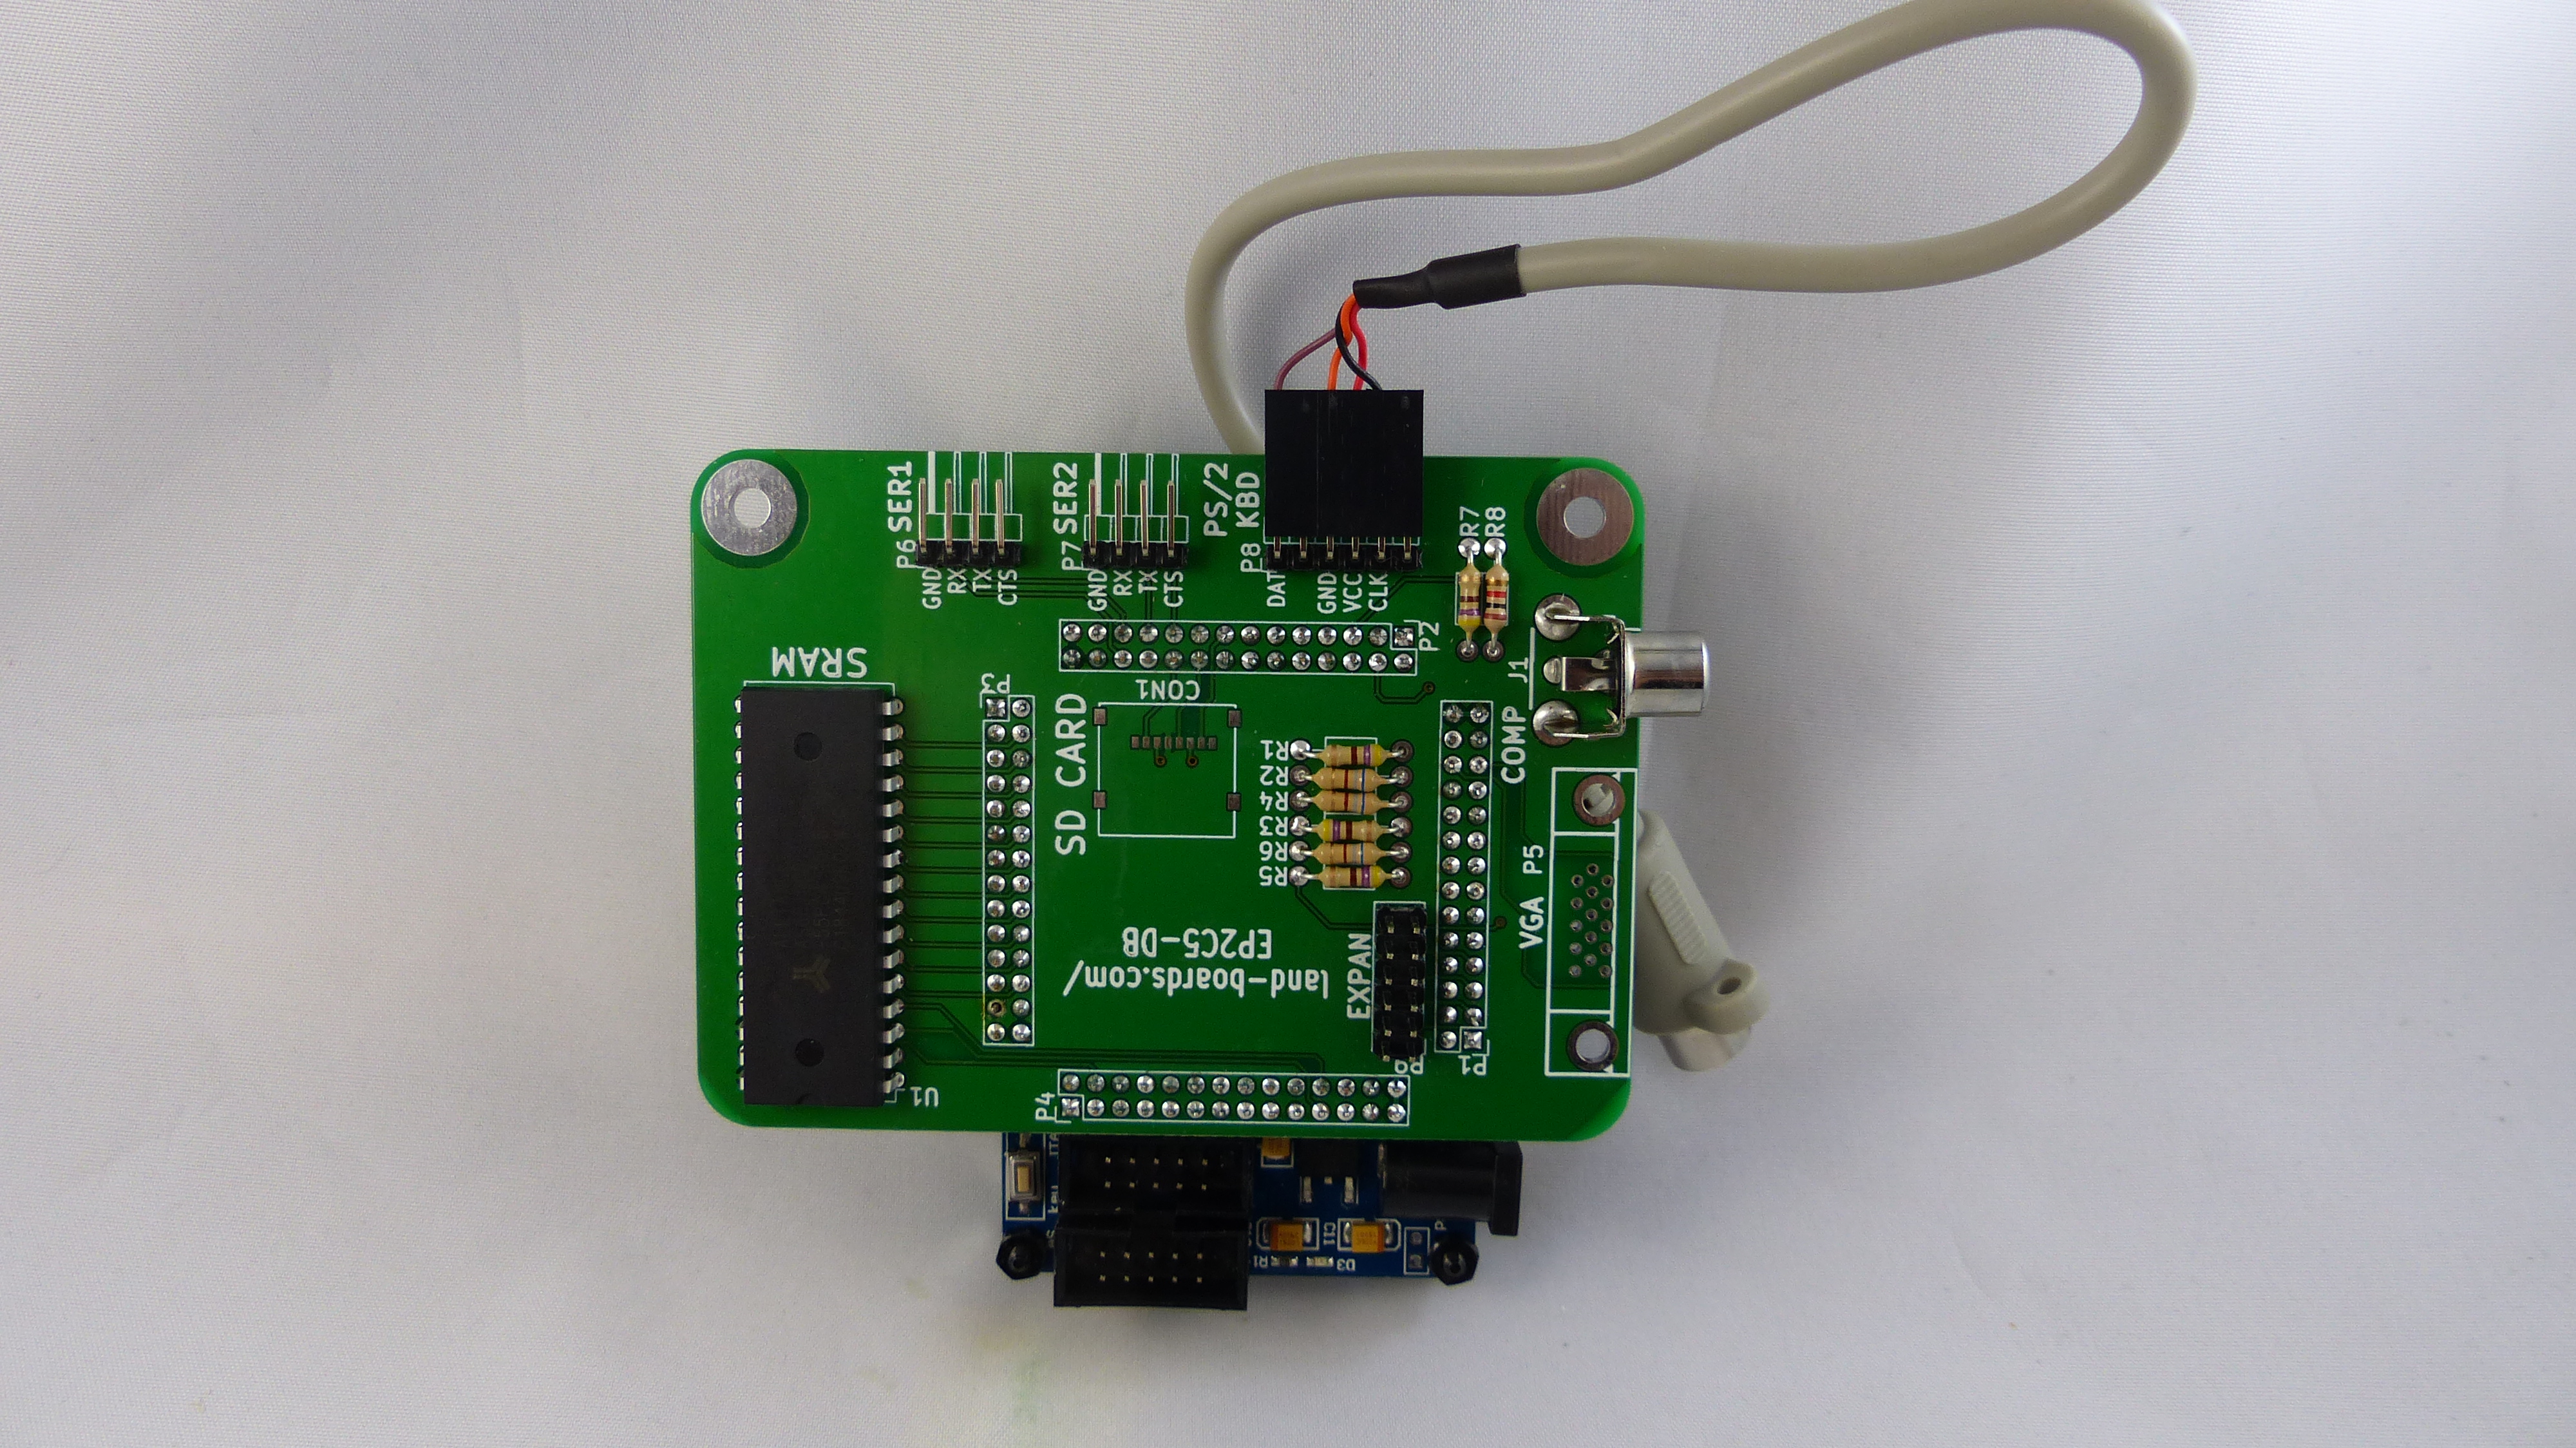 P6 SER1
GND
RX
TX
CTS
P7 SER2
GND
RX
TX
CTS
PS/2
P8 KBD
DAT
GND
VCC
CLK
R7
R8
P2
SRAM
P3
CON1
SD CARD
J1
COMP
R1
R2
R4
R3
R6
R5
VGA P5
land-boards.com/
EP2C5-DB
EXPAN
P1
U1
P4
C11
D3